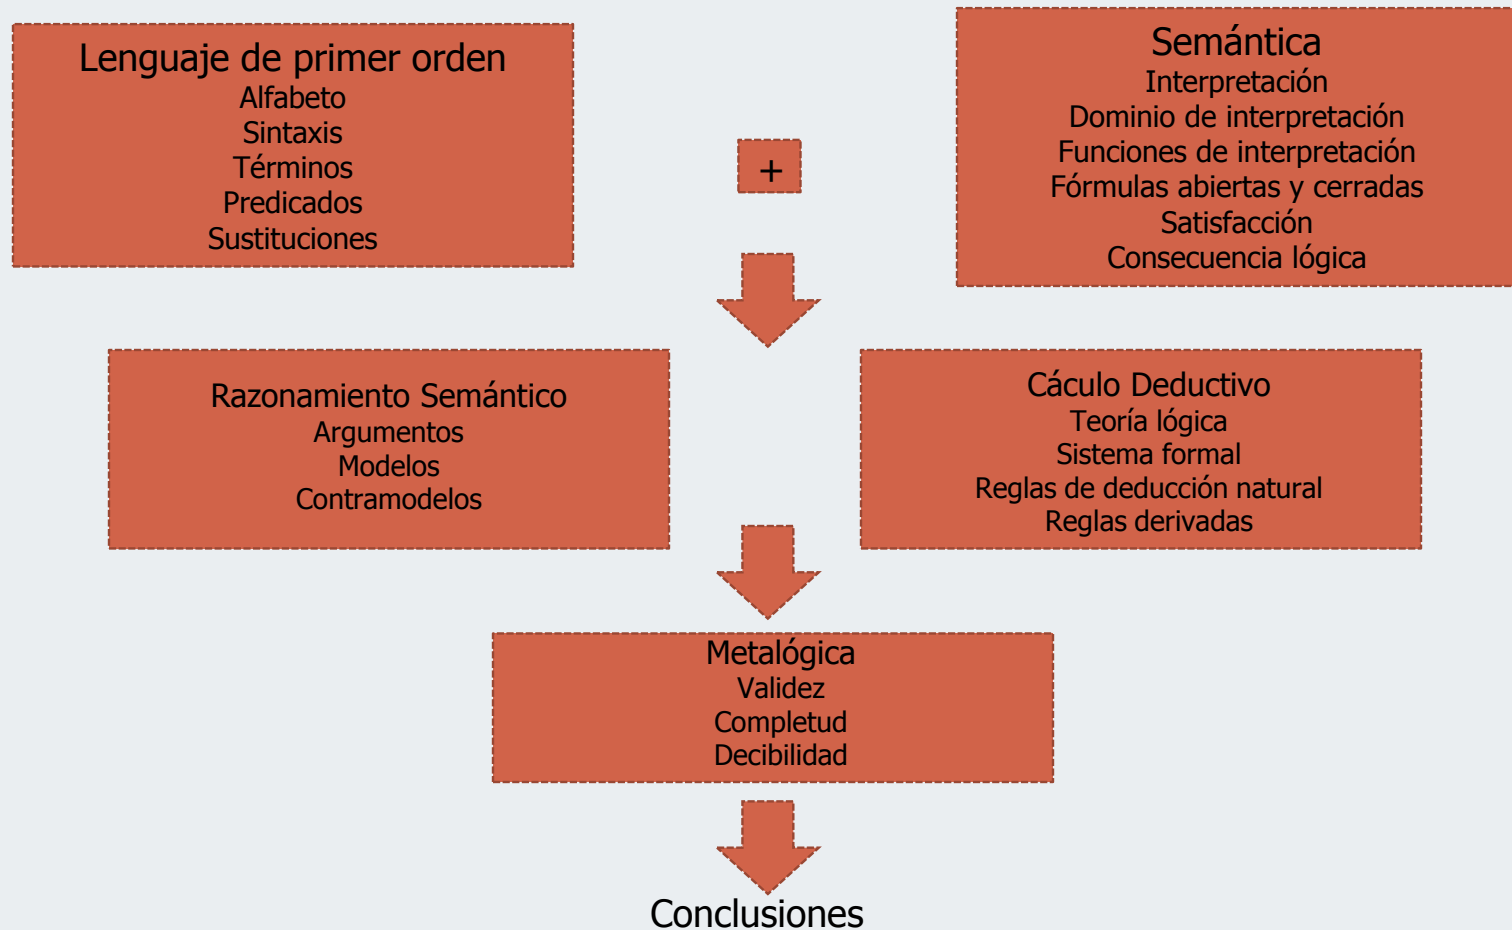 Lenguaje de primer orden
Alfabeto
Sintaxis
Términos
Predicados
Sustituciones
+
Semántica
Interpretación
Dominio de interpretación
Funciones de interpretación
Fórmulas abiertas y cerradas
Satisfacción
Consecuencia lógica
Razonamiento Semántico
Argumentos
Modelos
Contramodelos
Cáculo Deductivo
Teoría lógica
Sistema formal
Reglas de deducción natural
Reglas derivadas
Metalógica
Validez
Completud
Decibilidad
Conclusiones